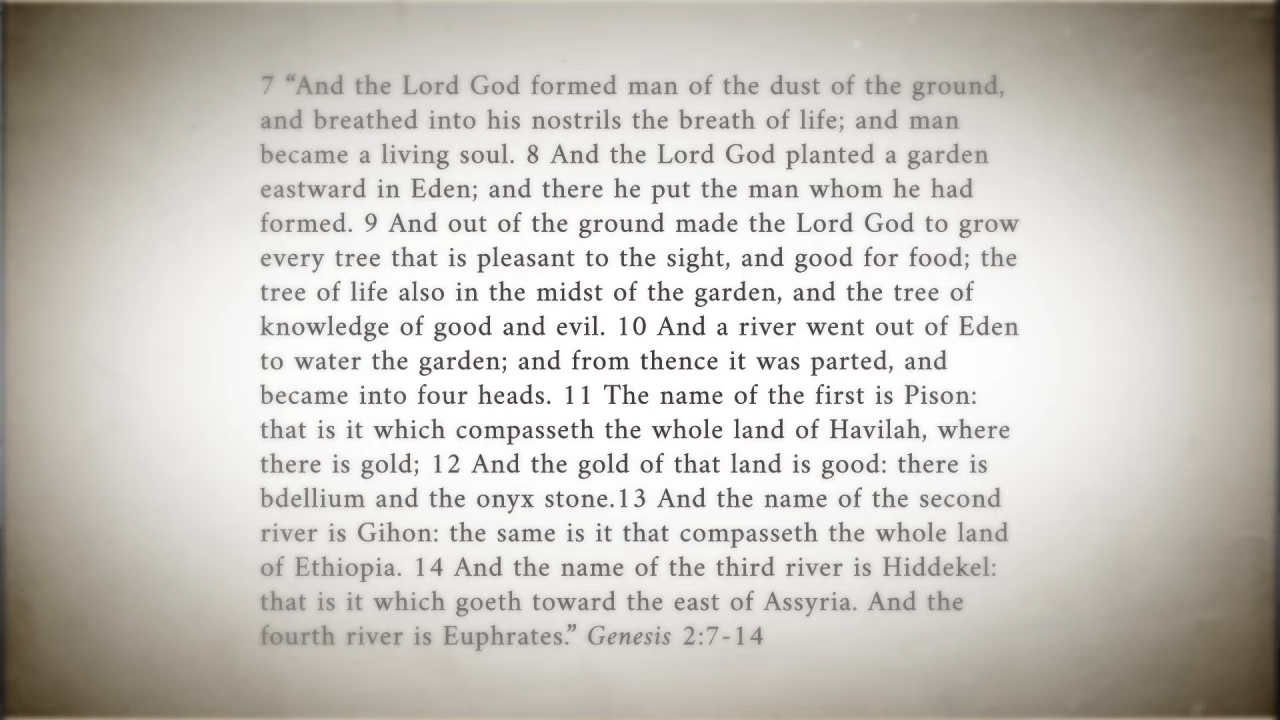 7 “And the Lord God formed man of the dust of the ground,
and breathed into his nostrils the breath of life; and man
became a living soul. 8 And the Lord God planted a garden
eastward in Eden; and there he put the man whom he had
formed. 9 And out of the ground made the Lord God to grow
every tree that is pleasant to the sight, and good for food; the
tree of life also in the midst of the garden, and the tree of
knowledge of good and evil. 10 And a river went out of Eden
to water the garden; and from thence it was parted, and
became into four heads. 11 The name of the first is Pison:
that is it which compasseth the whole land of Havilah, where
there is gold; 12 And the gold of that land is good: there is
bdellium and the onyx stone.13 And the name of the second
river is Gihon: the same is it that compasseth the whole land
of Ethiopia. 14 And the name of the third river is Hiddekel:
that is it which goeth toward the east of Assyria. And the
fourth river is Euphrates.” Genesis 2:7-14